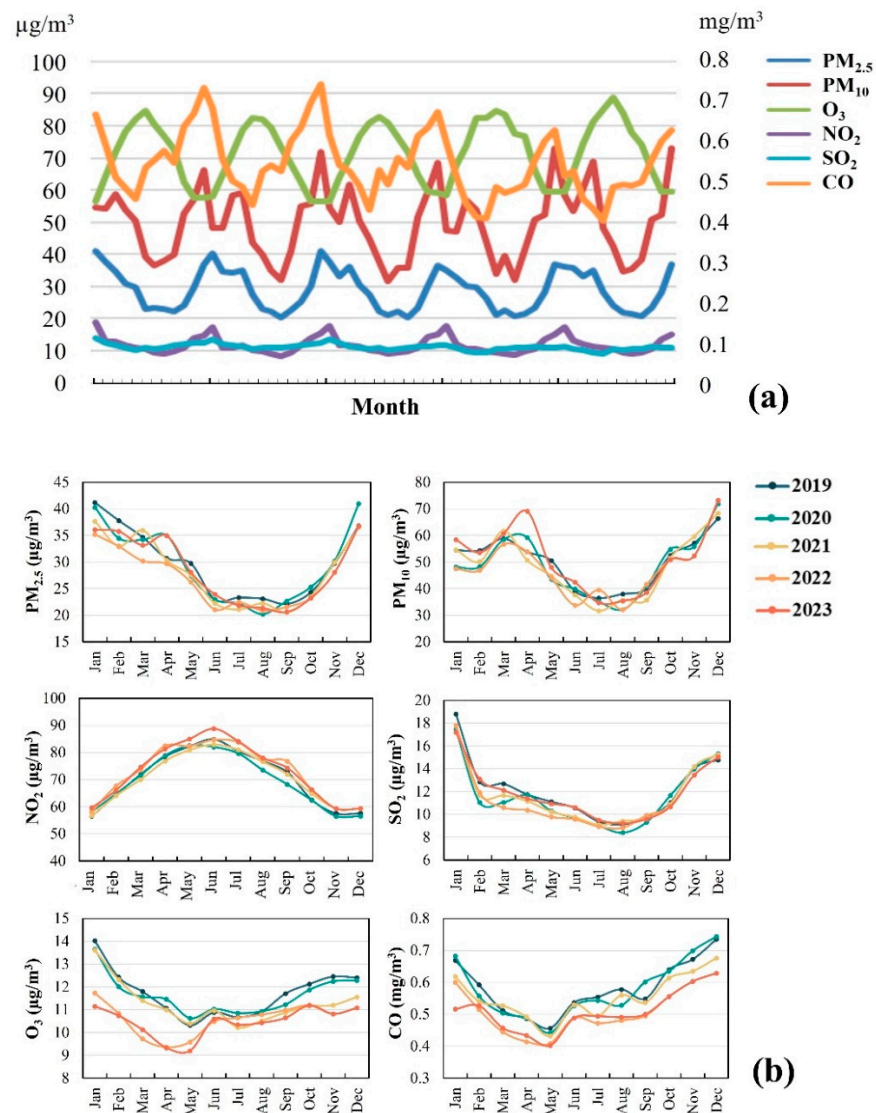 µg/m³
mg/m³
100
90
80
70
60
50
40
30
20
10
0
0.8
0.7
0.6
0.5
0.4
0.3
0.2
0.1
0
PM2.5
PM10
O3
NO2
SO2
CO
Month
(a)
PM2.5 (µg/m³)
45
40
35
30
25
20
15
Jan Feb Mar Apr May Jun Jul Aug Sep Oct Nov Dec
PM10 (µg/m³)
80
70
60
50
40
30
20
Jan Feb Mar Apr May Jun Jul Aug Sep Oct Nov Dec
2019
2020
2021
2022
2023
NO2 (µg/m³)
100
90
80
70
60
50
40
Jan Feb Mar Apr May Jun Jul Aug Sep Oct Nov Dec
SO2 (µg/m³)
20
18
16
14
12
10
8
6
Jan Feb Mar Apr May Jun Jul Aug Sep Oct Nov Dec
O3 (µg/m³)
15
14
13
12
11
10
9
8
Jan Feb Mar Apr May Jun Jul Aug Sep Oct Nov Dec
CO (mg/m³)
0.8
0.7
0.6
0.5
0.4
0.3
Jan Feb Mar Apr May Jun Jul Aug Sep Oct Nov Dec
(b)